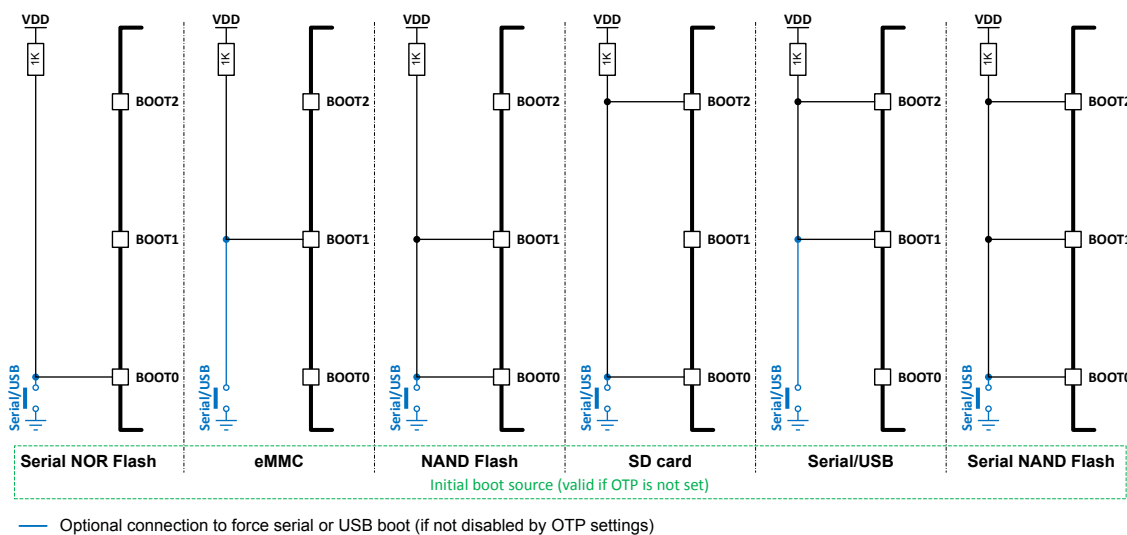 VDD VDD VDD VDD VDD VDD
1K 1K 1K 1K 1K 1K
BOOT2 BOOT2 BOOT2 BOOT2 BOOT2 BOOT2
BOOT1 BOOT1 BOOT1 BOOT1 BOOT1 BOOT1
BOOT0 BOOT0 BOOT0 BOOT0 BOOT0 BOOT0
Serial/USB Serial/USB Serial/USB Serial/USB Serial/USB Serial/USB
Serial NOR Flash eMMC NAND Flash SD card Serial/USB Serial NAND Flash
Initial boot source (valid if OTP is not set)
Optional connection to force serial or USB boot (if not disabled by OTP settings)